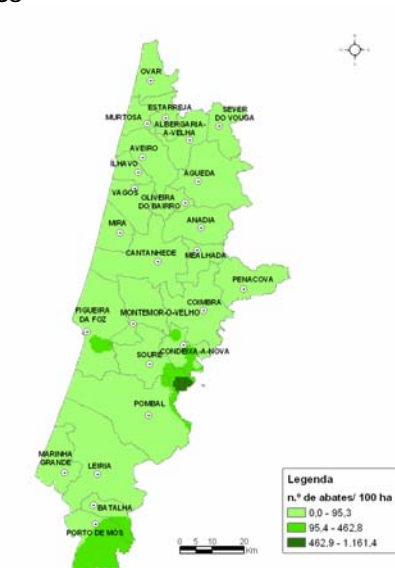 OVAR
ESTARREJA
MURTOSA
SEVER
DO VOUGA
ALBERGARIA-
A-VELHA
AVEIRO
ÍLHAVO
ÁGUEDA
VAGOS
OLIVEIRA
DO BAIRRO
ANADIA
MIRA
CANTANHEDE
MEALHADA
PENACOVA
COIMBRA
FIGUEIRA
DA FOZ
MONTEMOR-O-VELHO
CONDEIXA-A-NOVA
SOURE
POMBAL
MARINHA
GRANDE
LEIRIA
BATALHA
PORTO DE MÓS
Legenda
n.º de abates/ 100 ha
0,0 - 95,3
95,4 - 462,8
462,9 - 1.161,4
0 5 10 20
Km